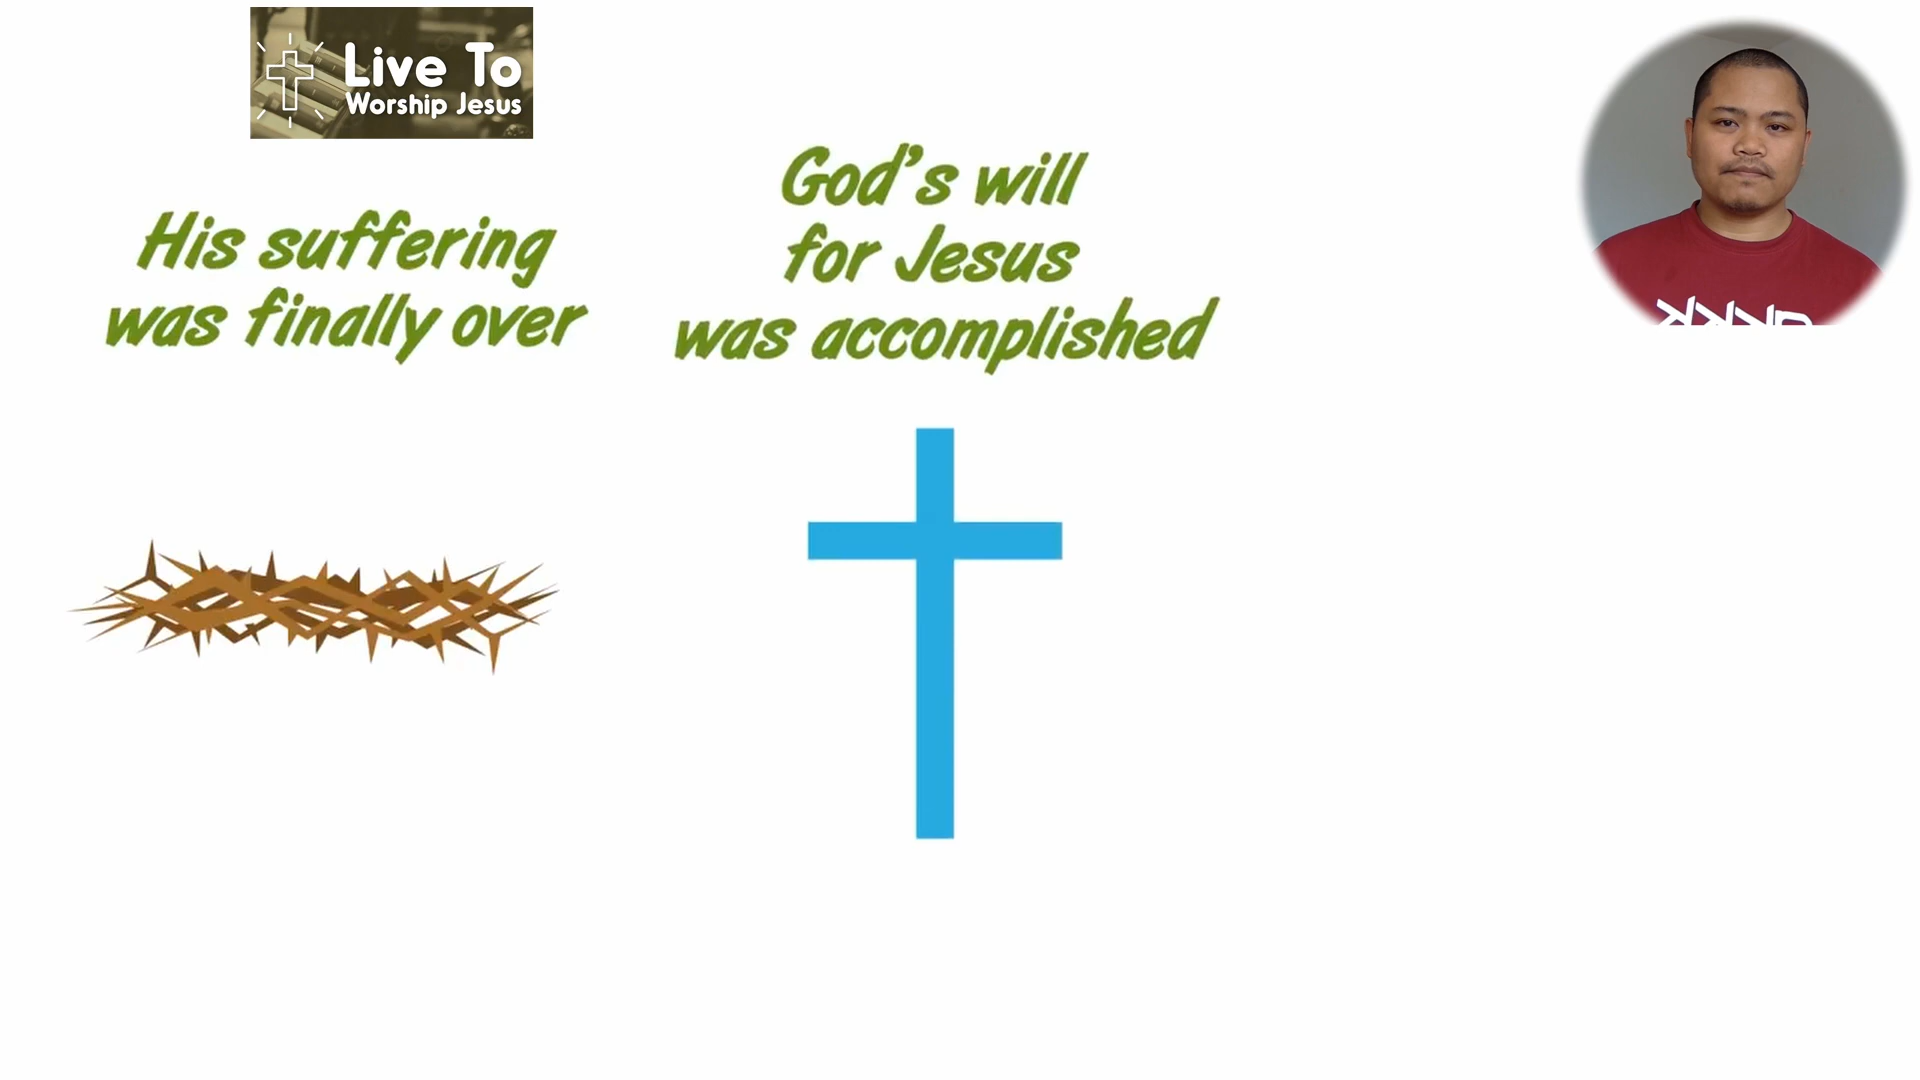 Live To
Worship Jesus
His suffering
was finally over
God's will
for Jesus
was accomplished